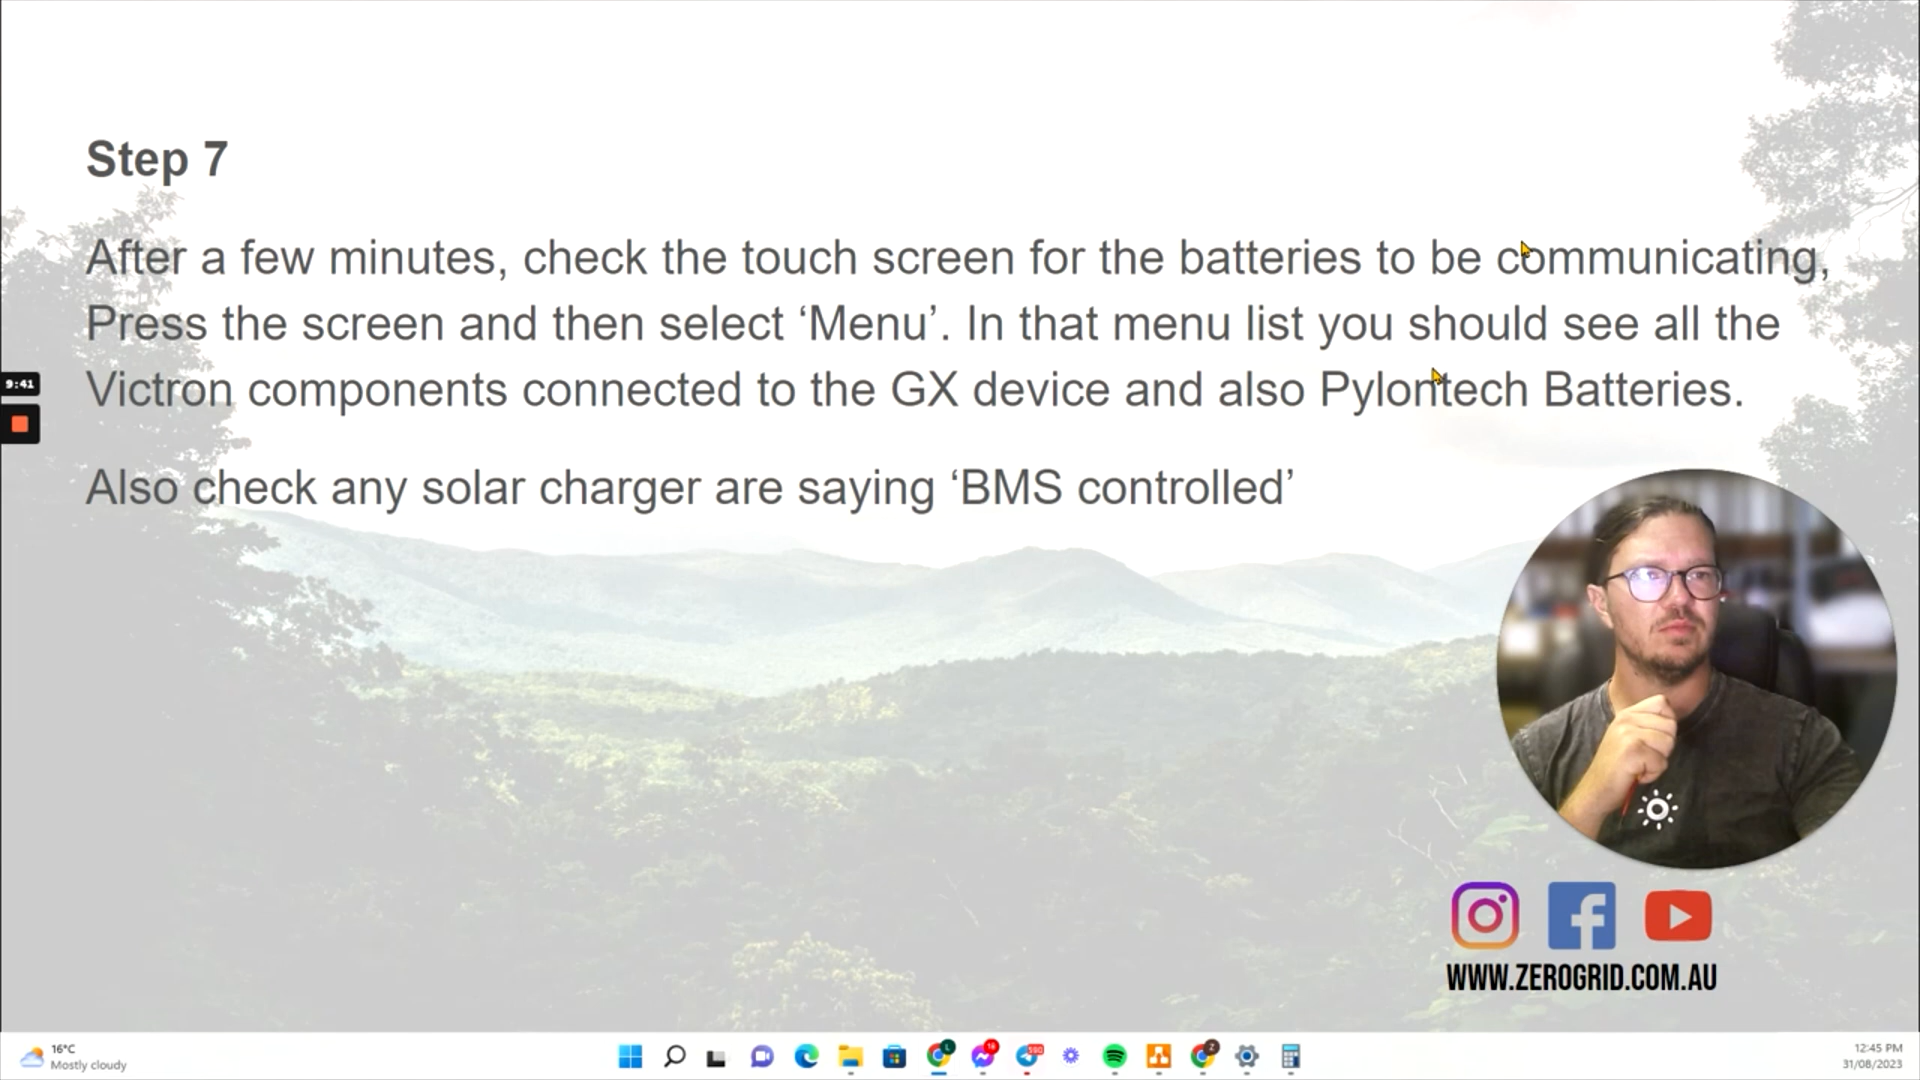 Step 7
After a few minutes, check the touch screen for the batteries to be communicating,
Press the screen and then select ‘Menu’. In that menu list you should see all the
Victron components connected to the GX device and also Pylontech Batteries.
Also check any solar charger are saying ‘BMS controlled’
9:41
WWW.ZEROGRID.COM.AU
16°C
Mostly cloudy
12:45 PM
31/08/2023